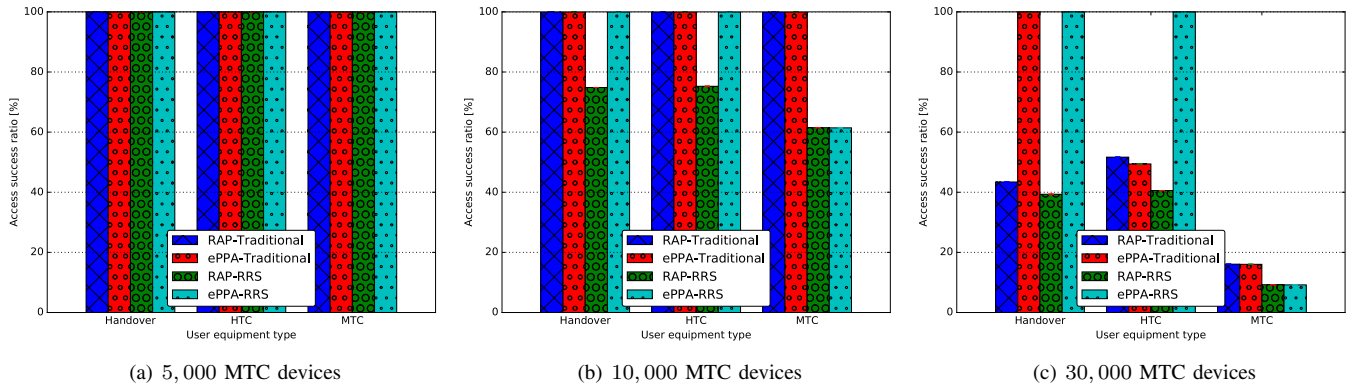 100
80
60
40
20
0
Access success ratio [%]
RAP-Traditional
ePPA-Traditional
RAP-RRS
ePPA-RRS
Handover HTC MTC
User equipment type
(a) 5,000 MTC devices
100
80
60
40
20
0
Access success ratio [%]
RAP-Traditional
ePPA-Traditional
RAP-RRS
ePPA-RRS
Handover HTC MTC
User equipment type
(b) 10,000 MTC devices
100
80
60
40
20
0
Access success ratio [%]
RAP-Traditional
ePPA-Traditional
RAP-RRS
ePPA-RRS
Handover HTC MTC
User equipment type
(c) 30,000 MTC devices